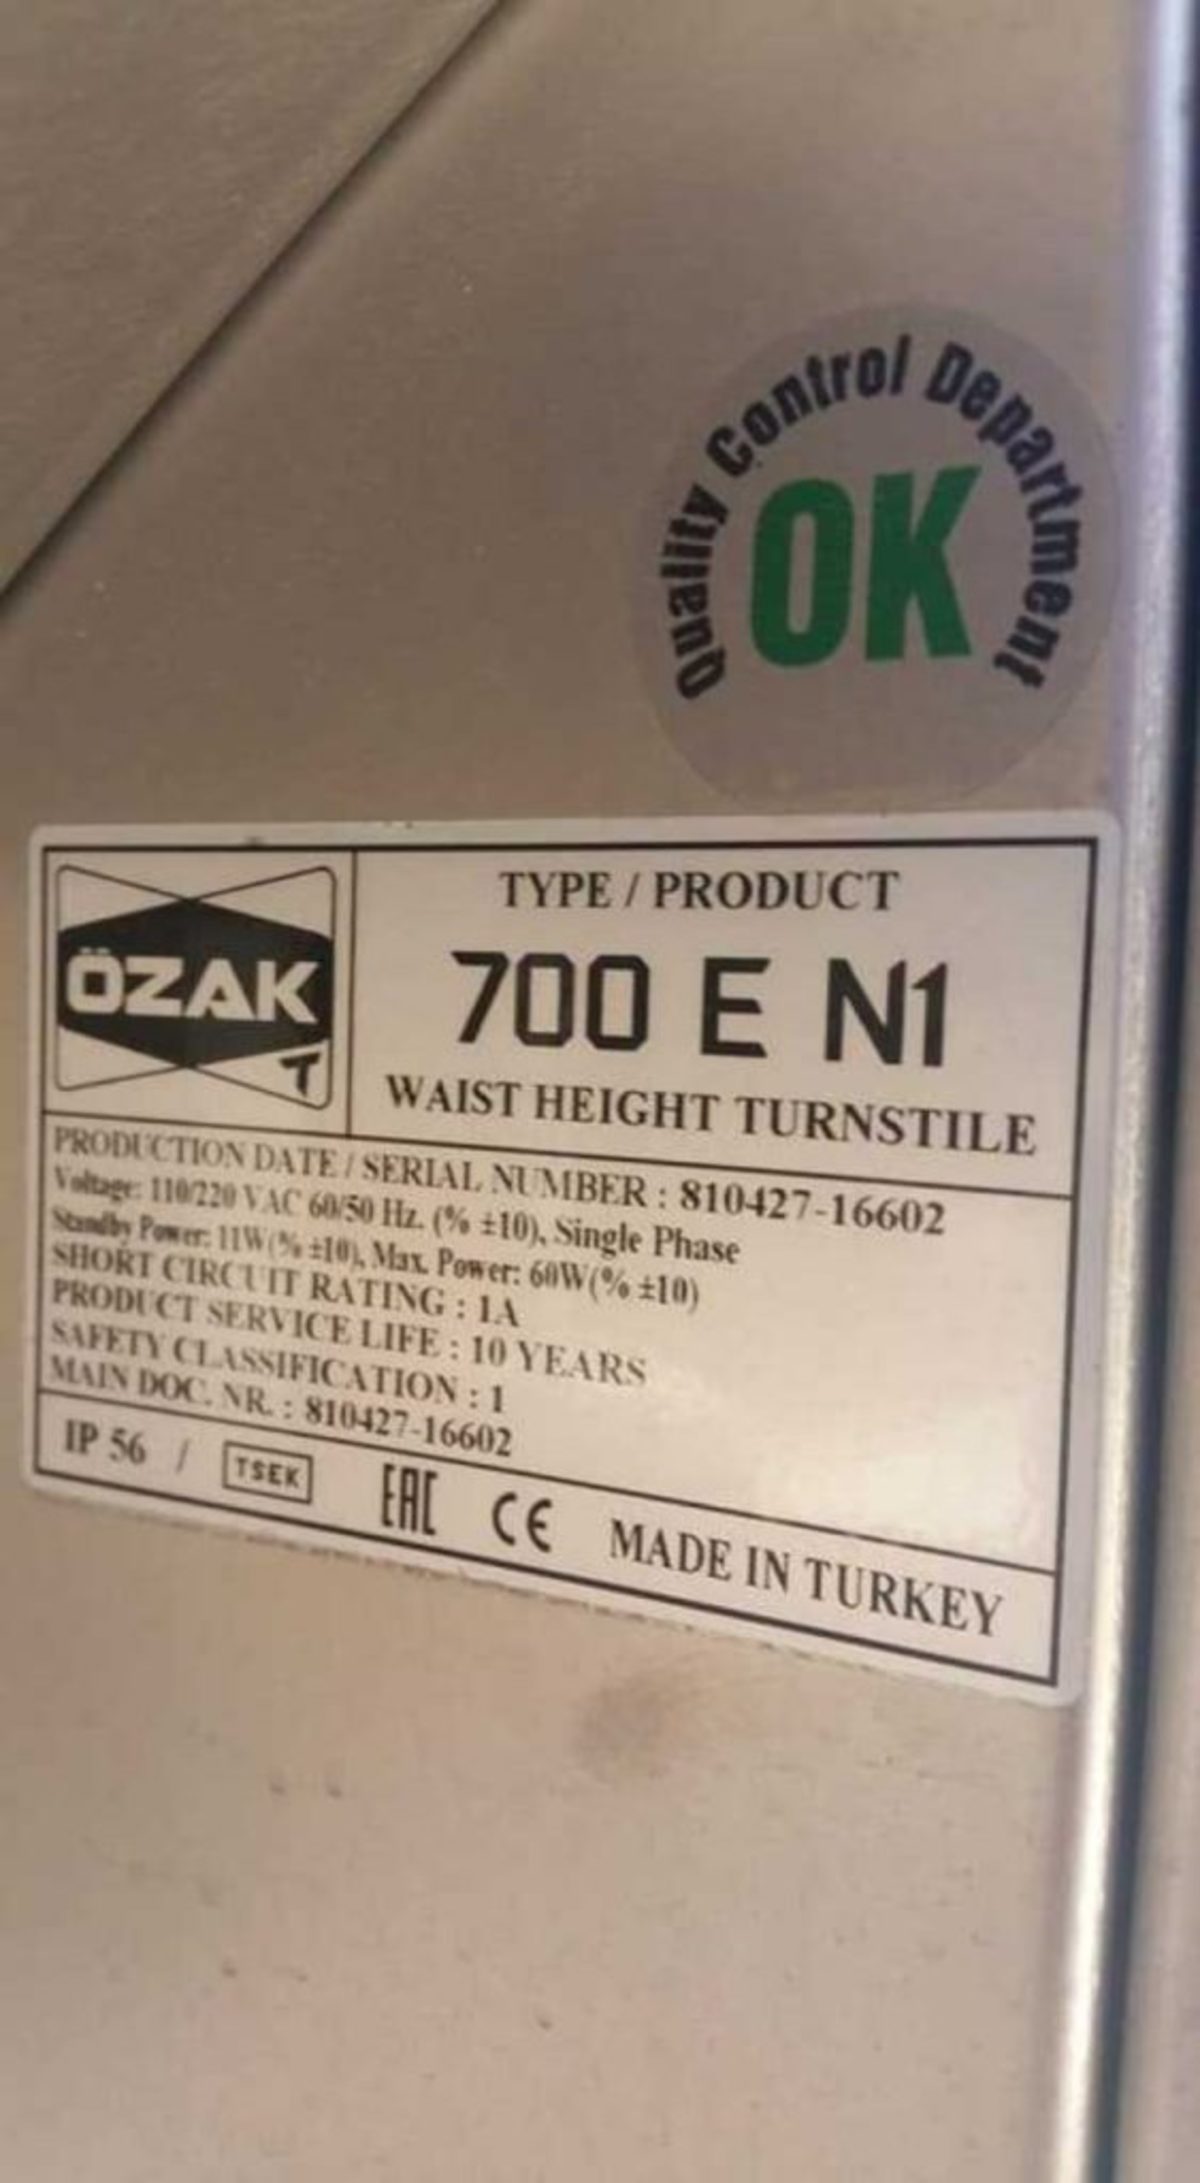 Quality Control Department
OK
ÖZAK
T
TYPE / PRODUCT
700 E N1
WAIST HEIGHT TURNSTILE
PRODUCTION DATE / SERIAL NUMBER : 810427-16602
Voltage: 110/220 VAC 60/50 Hz. (% ±10), Single Phase
Standby Power: 11W(% ±10), Max. Power: 60W(% ±10)
SHORT CIRCUIT RATING : 1A
PRODUCT SERVICE LIFE : 10 YEARS
SAFETY CLASSIFICATION : 1
MAIN DOC. NR. : 810427-16602
IP 56 / TSEK EAC CE MADE IN TURKEY